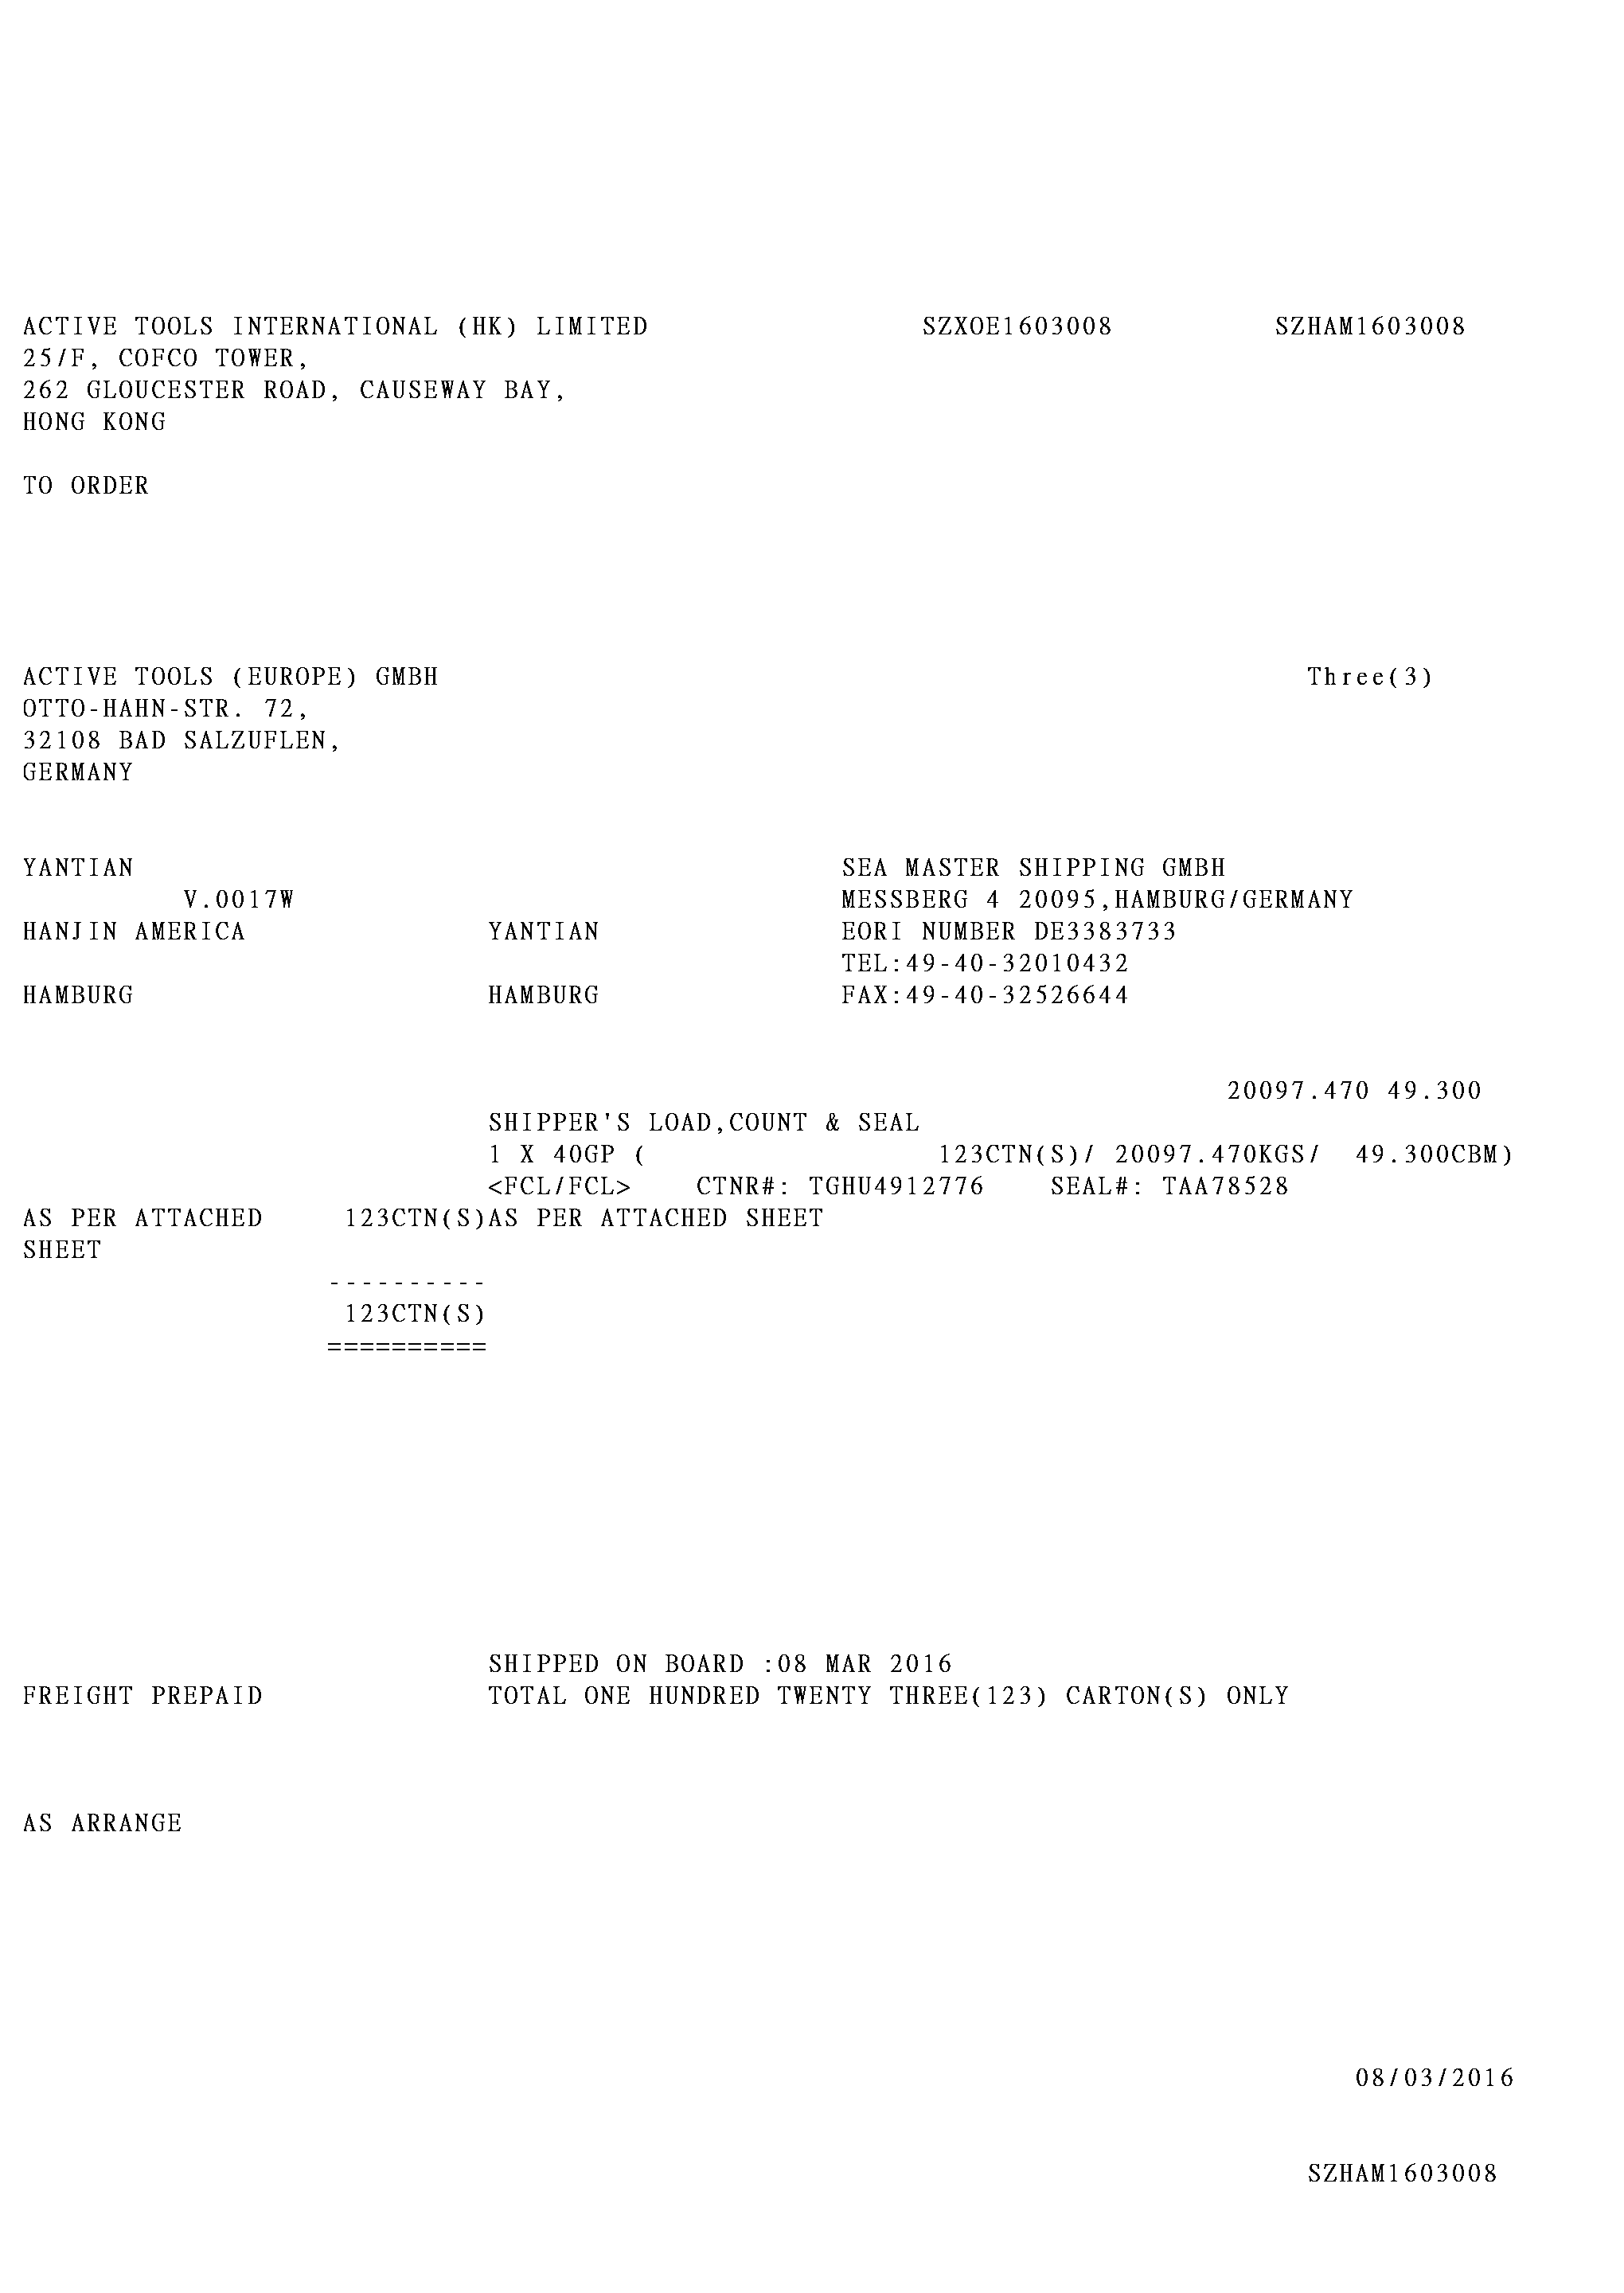 ACTIVE TOOLS INTERNATIONAL (HK) LIMITED SZXOE1603008 SZHAM1603008
25/F, COFCO TOWER,
262 GLOUCESTER ROAD, CAUSEWAY BAY,
HONG KONG
TO ORDER
ACTIVE TOOLS (EUROPE) GMBH Three(3)
OTTO-HAHN-STR. 72,
32108 BAD SALZUFLEN,
GERMANY
YANTIAN SEA MASTER SHIPPING GMBH
V.0017W MESSBERG 4 20095,HAMBURG/GERMANY
HANJIN AMERICA YANTIAN EORI NUMBER DE3383733
TEL:49-40-32010432
HAMBURG HAMBURG FAX:49-40-32526644
20097.470 49.300
SHIPPER'S LOAD,COUNT & SEAL
1 X 40GP ( 123CTN(S)/ 20097.470KGS/ 49.300CBM)
<FCL/FCL> CTNR#: TGHU4912776 SEAL#: TAA78528
AS PER ATTACHED 123CTN(S)AS PER ATTACHED SHEET
SHEET
----------
123CTN(S)
==========
SHIPPED ON BOARD :08 MAR 2016
FREIGHT PREPAID TOTAL ONE HUNDRED TWENTY THREE(123) CARTON(S) ONLY
AS ARRANGE
08/03/2016
SZHAM1603008